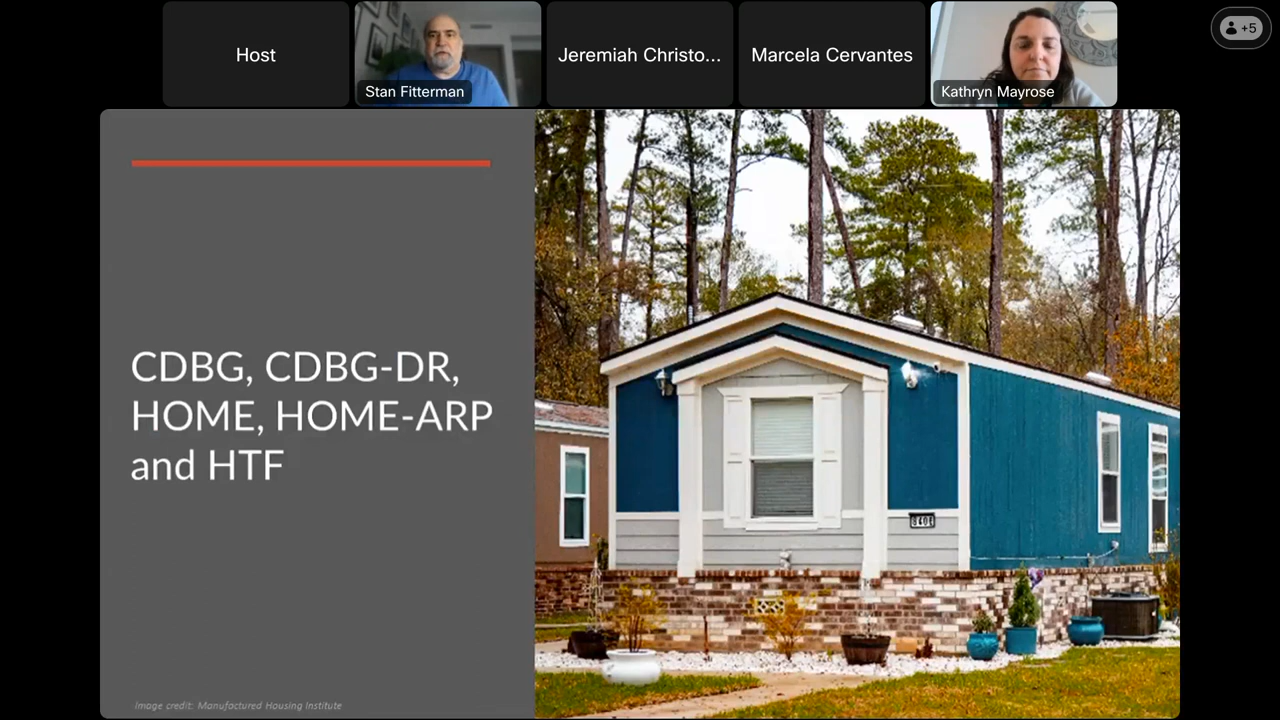 Host
Stan Fitterman
Jeremiah Christo...
Marcela Cervantes
Kathryn Mayrose
+5
CDBG, CDBG-DR,
HOME, HOME-ARP
and HTF
Image credit: Manufactured Housing Institute